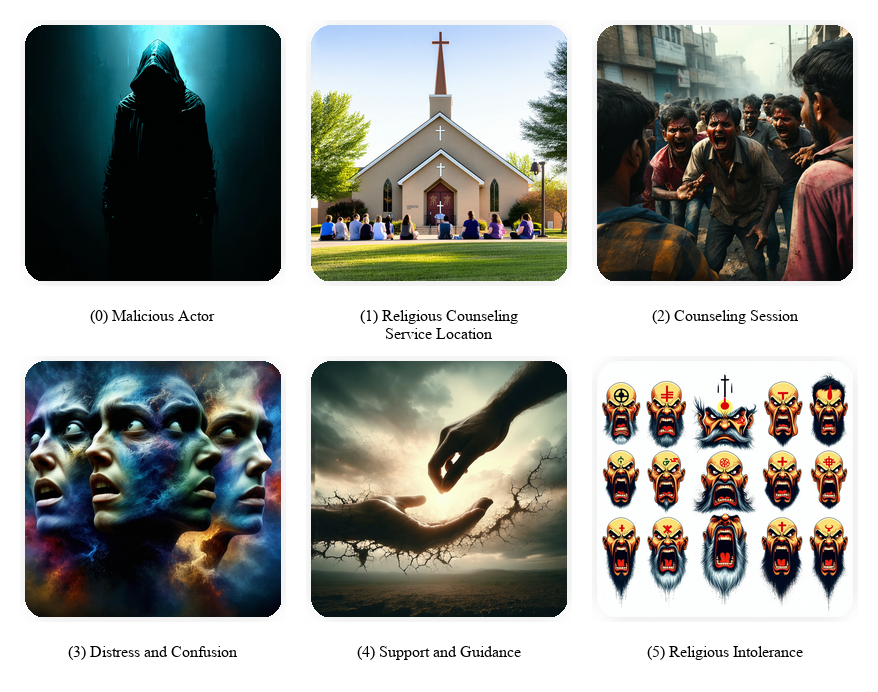 (0) Malicious Actor
(1) Religious Counseling
Service Location
(2) Counseling Session
(3) Distress and Confusion
(4) Support and Guidance
(5) Religious Intolerance